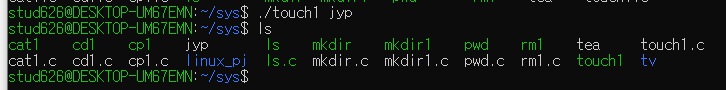 stud626@DESKTOP-UM67EMN:~/sys$ ./touch1 jyp
stud626@DESKTOP-UM67EMN:~/sys$ ls
cat1 cd1 cp1 jyp ls mkdir mkdir1 pwd rm1 tea touch1.c
cat1.c cd1.c cp1.c linux_pj ls.c mkdir.c mkdir1.c pwd.c rm1.c touch1 tv
stud626@DESKTOP-UM67EMN:~/sys$